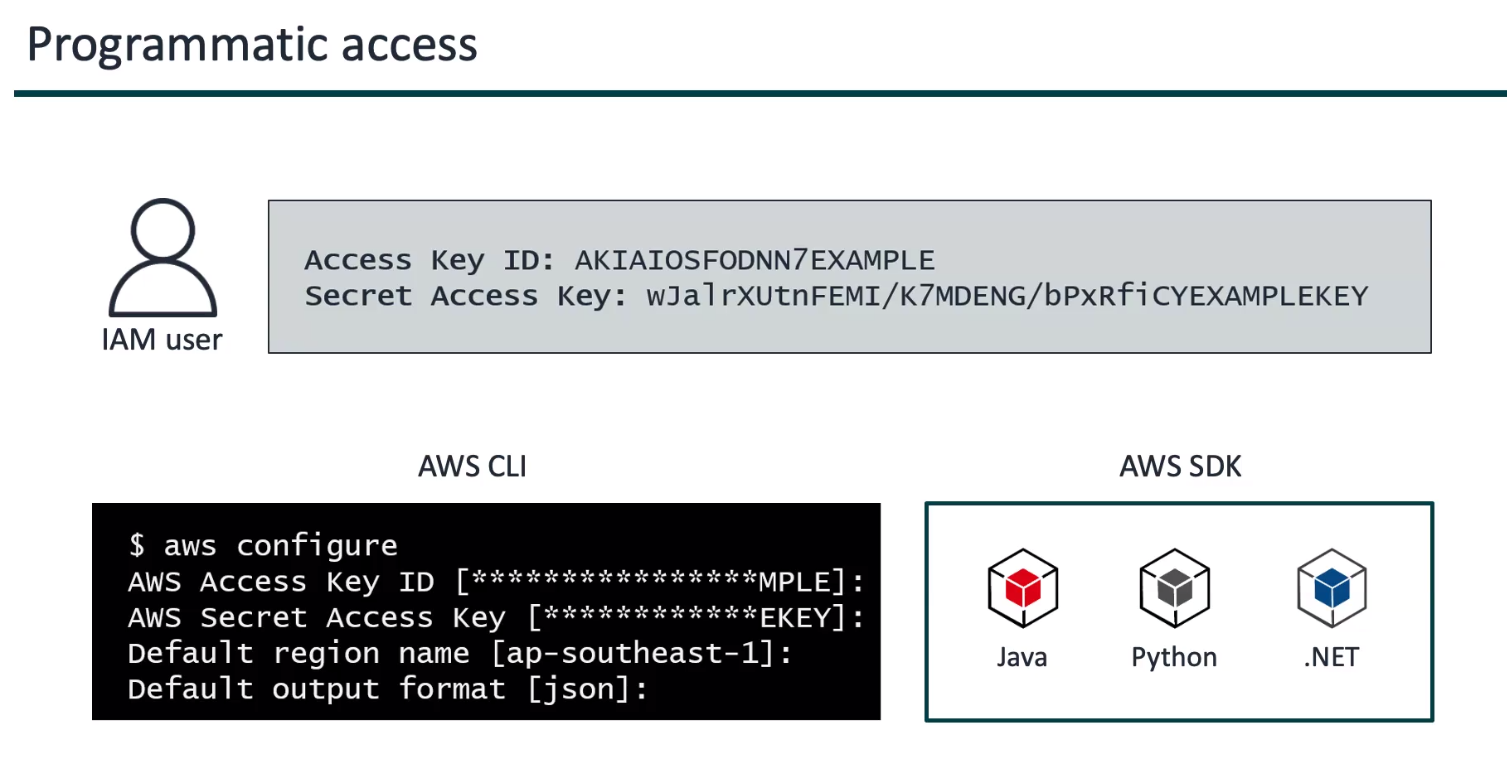 Programmatic access
Access Key ID: AKIAIOSFODNN7EXAMPLE
Secret Access Key: wJalrXUtnFEMI/K7MDENG/bPxRfiCYEXAMPLEKEY
IAM user
AWS CLI
$ aws configure
AWS Access Key ID [****************MPLE]:
AWS Secret Access Key [************EKEY]:
Default region name [ap-southeast-1]:
Default output format [json]:
AWS SDK
Java
Python
.NET